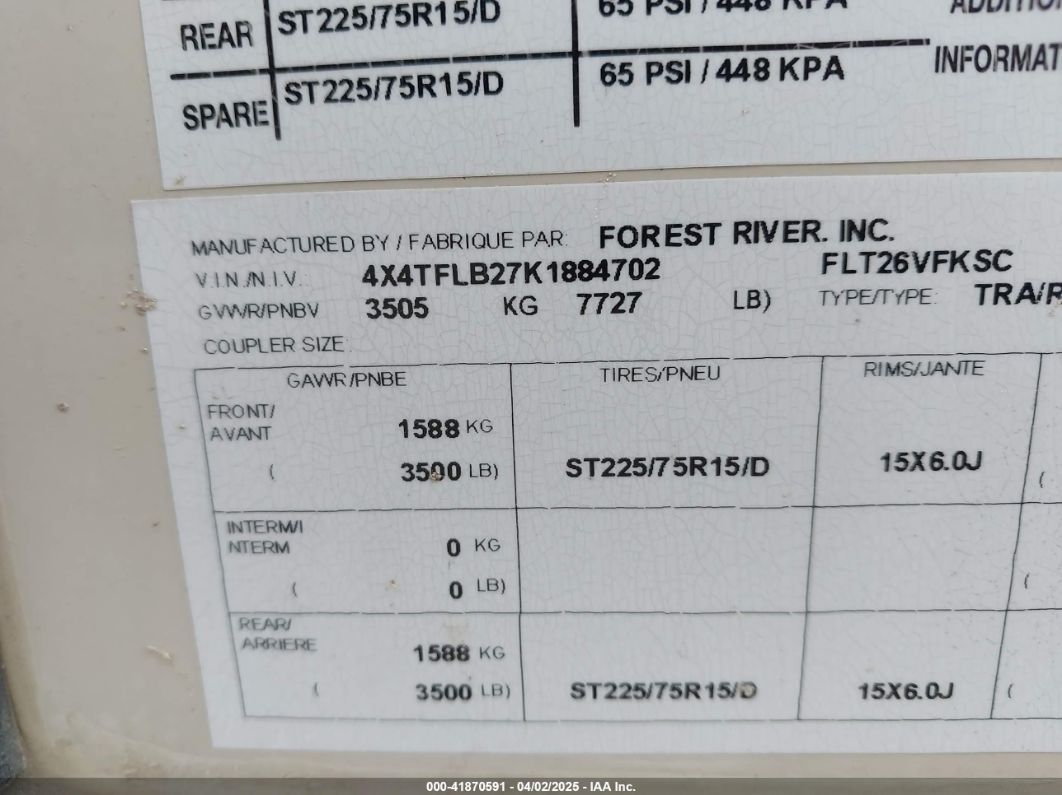 REAR ST225/75R15/D 65 PSI / 448 KPA
SPARE ST225/75R15/D 65 PSI / 448 KPA
MANUFACTURED BY / FABRIQUE PAR: FOREST RIVER. INC.
V.I.N./N.I.V.: 4X4TFLB27K1884702 FLT26VFKSC
GVWR/PNBV 3505 KG 7727 LB) TYPE/TYPE:
COUPLER SIZE:
GAWR/PNBE TIRES/PNEU RIMS/JANTE
FRONT/
AVANT 1588 KG
( 3500 LB) ST225/75R15/D 15X6.0J (
INTERM/I
NTERM 0 KG
( 0 LB) (
REAR/
ARRIERE 1588 KG
( 3500 LB) ST225/75R15/D 15X6.0J (
000-41870591 - 04/02/2025 - IAA Inc.